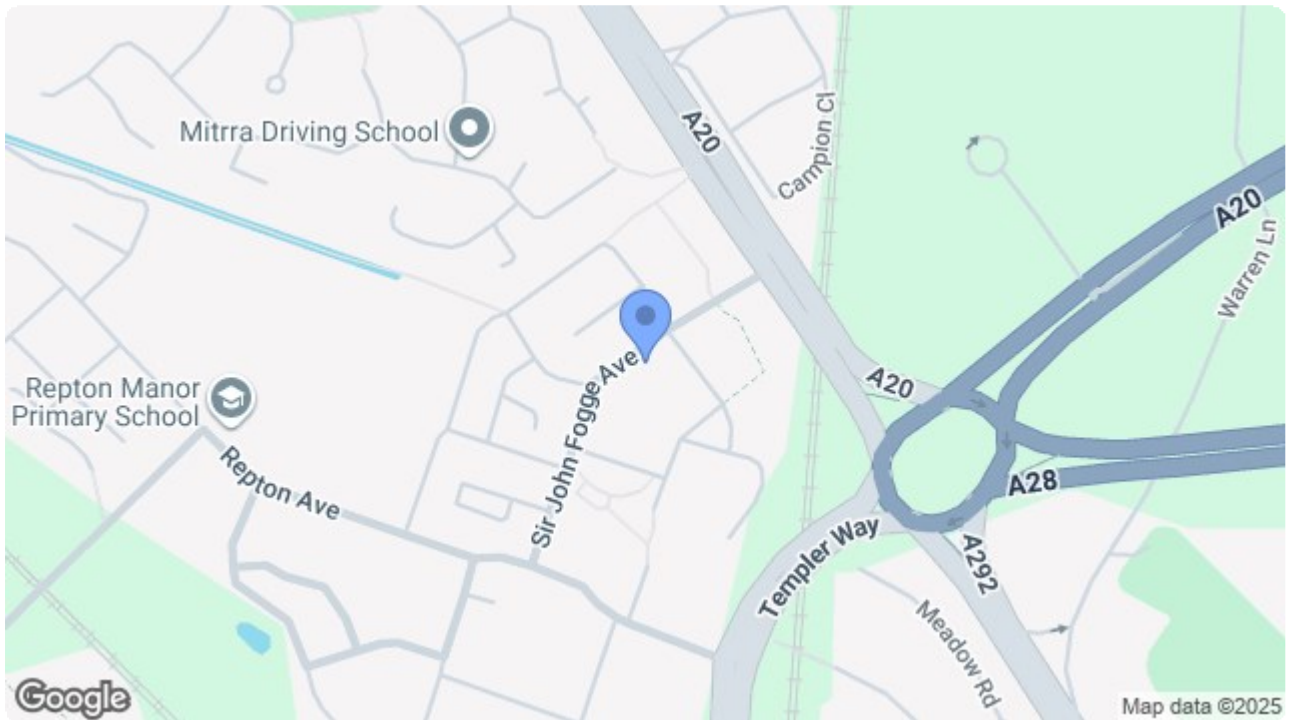 A20
Mitrra Driving School
Campion Cl
A20
Warren Ln
Repton Manor
Primary School
Sir John Fogge Ave
A20
Repton Ave
A28
Templer Way
A292
Meadow Rd
Google
Map data ©2025